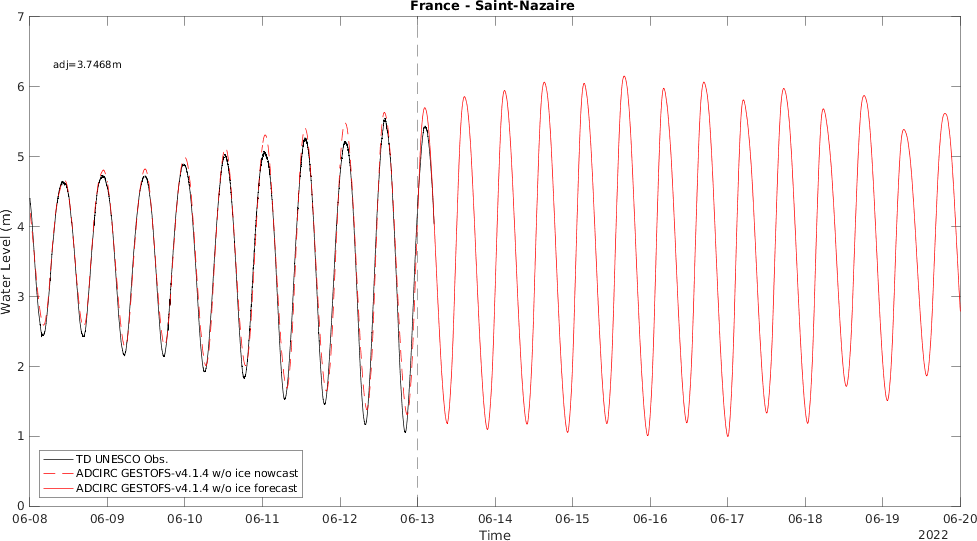 France - Saint-Nazaire
adj=3.7468m
7
6
5
4
3
2
1
0
Water Level (m)
TD UNESCO Obs.
ADCIRC GESTOFS-v4.1.4 w/o ice nowcast
ADCIRC GESTOFS-v4.1.4 w/o ice forecast
06-08 06-09 06-10 06-11 06-12 06-13 06-14 06-15 06-16 06-17 06-18 06-19 06-20
Time
2022